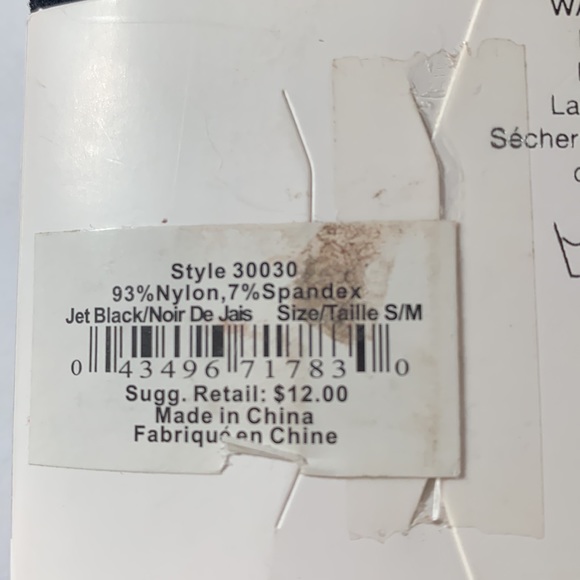 WA
La
Sécher
Style 30030
93%Nylon,7%Spandex
Jet Black/Noir De Jais Size/Taille S/M
0 43496 71783 0
Sugg. Retail: $12.00
Made in China
Fabriqué en Chine